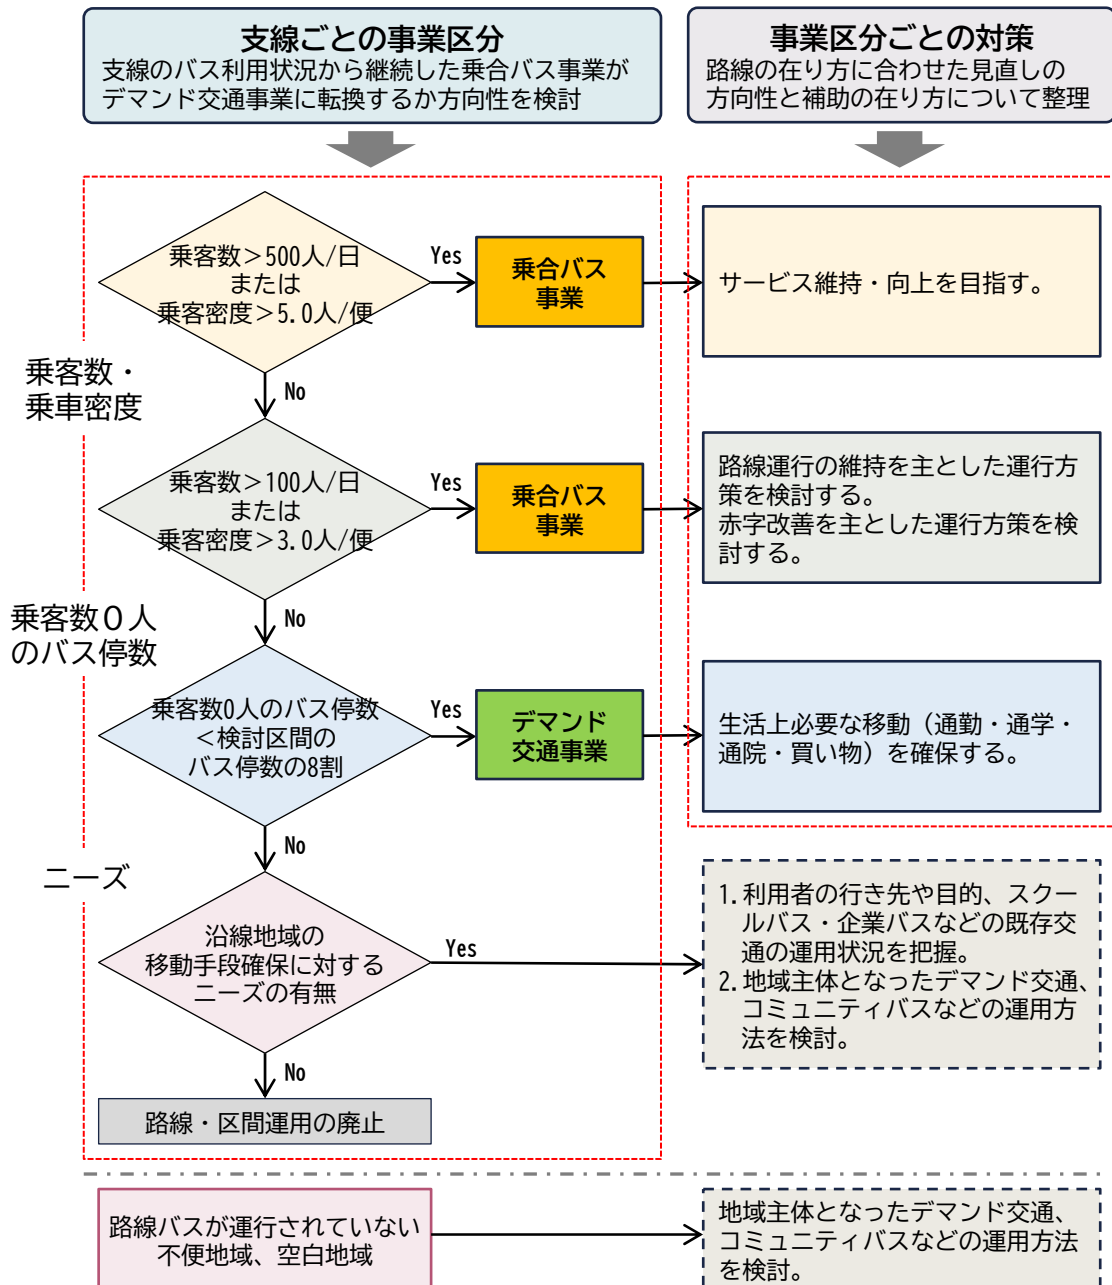 支線ごとの事業区分
支線のバス利用状況から継続した乗合バス事業が
デマンド交通事業に転換するか方向性を検討
事業区分ごとの対策
路線の在り方に合わせた見直しの
方向性と補助の在り方について整理
乗客数・
乗車密度
乗客数>500人/日
または
乗客密度>5.0人/便
Yes
乗合バス
事業
サービス維持・向上を目指す。
No
乗客数>100人/日
または
乗客密度>3.0人/便
Yes
乗合バス
事業
路線運行の維持を主とした運行方
策を検討する。
赤字改善を主とした運行方策を検
討する。
No
乗客数０人
のバス停数
乗客数0人のバス停数
<検討区間の
バス停数の8割
Yes
デマンド
交通事業
生活上必要な移動（通勤・通学・
通院・買い物）を確保する。
No
ニーズ
沿線地域の
移動手段確保に対する
ニーズの有無
Yes
1.利用者の行き先や目的、スクー
ルバス・企業バスなどの既存交
通の運用状況を把握。
2.地域主体となったデマンド交通、
コミュニティバスなどの運用方
法を検討。
No
路線・区間運用の廃止
路線バスが運行されていない
不便地域、空白地域
地域主体となったデマンド交通、
コミュニティバスなどの運用方法
を検討。